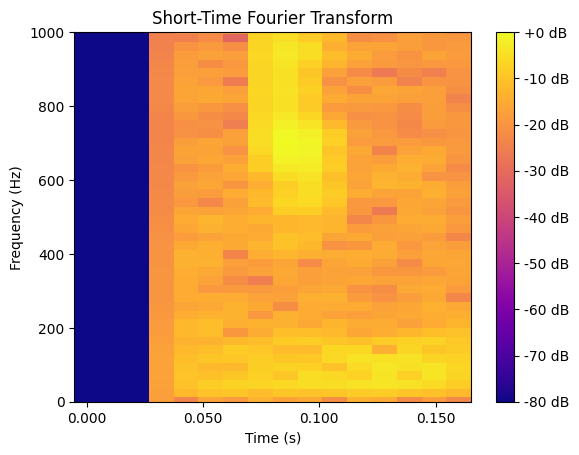 Short-Time Fourier Transform
1000
800
600
400
200
0
Frequency (Hz)
0.000
0.050
0.100
0.150
Time (s)
+0 dB
-10 dB
-20 dB
-30 dB
-40 dB
-50 dB
-60 dB
-70 dB
-80 dB